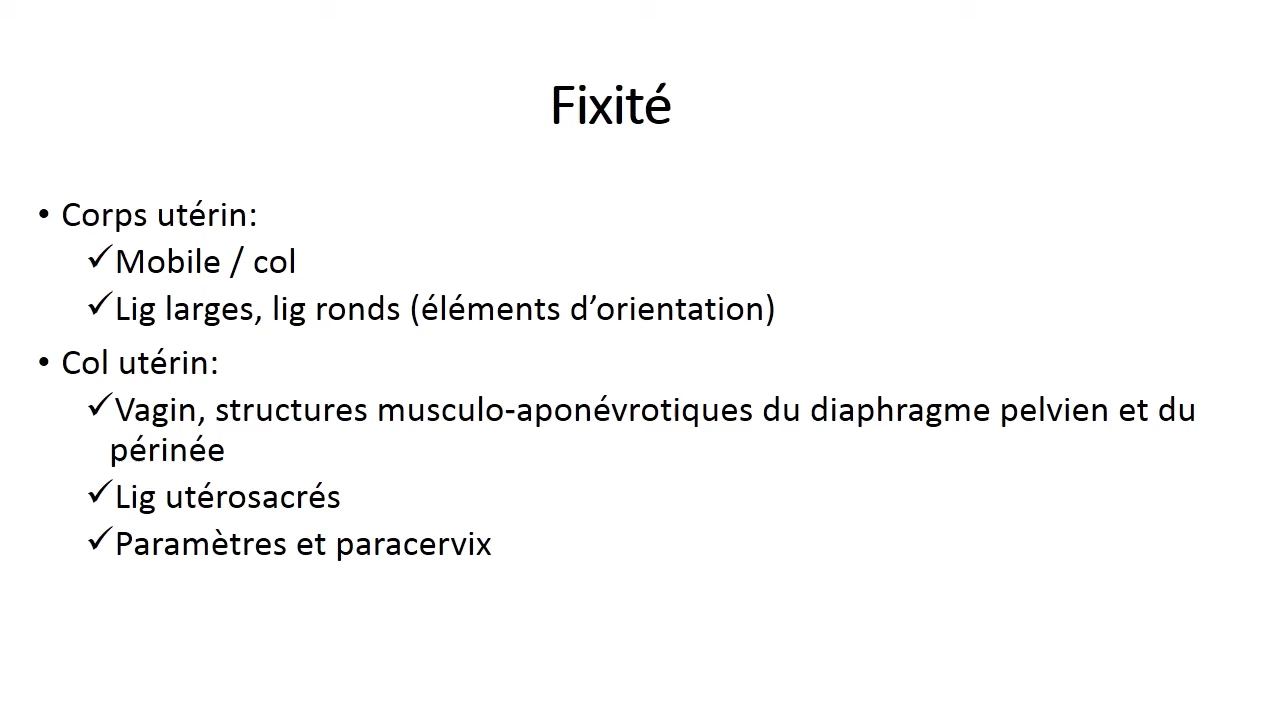 Fixité
• Corps utérin:
✓Mobile / col
✓Lig larges, lig ronds (éléments d’orientation)
• Col utérin:
✓Vagin, structures musculo-aponévrotiques du diaphragme pelvien et du
périnée
✓Lig utérosacrés
✓Paramètres et paracervix